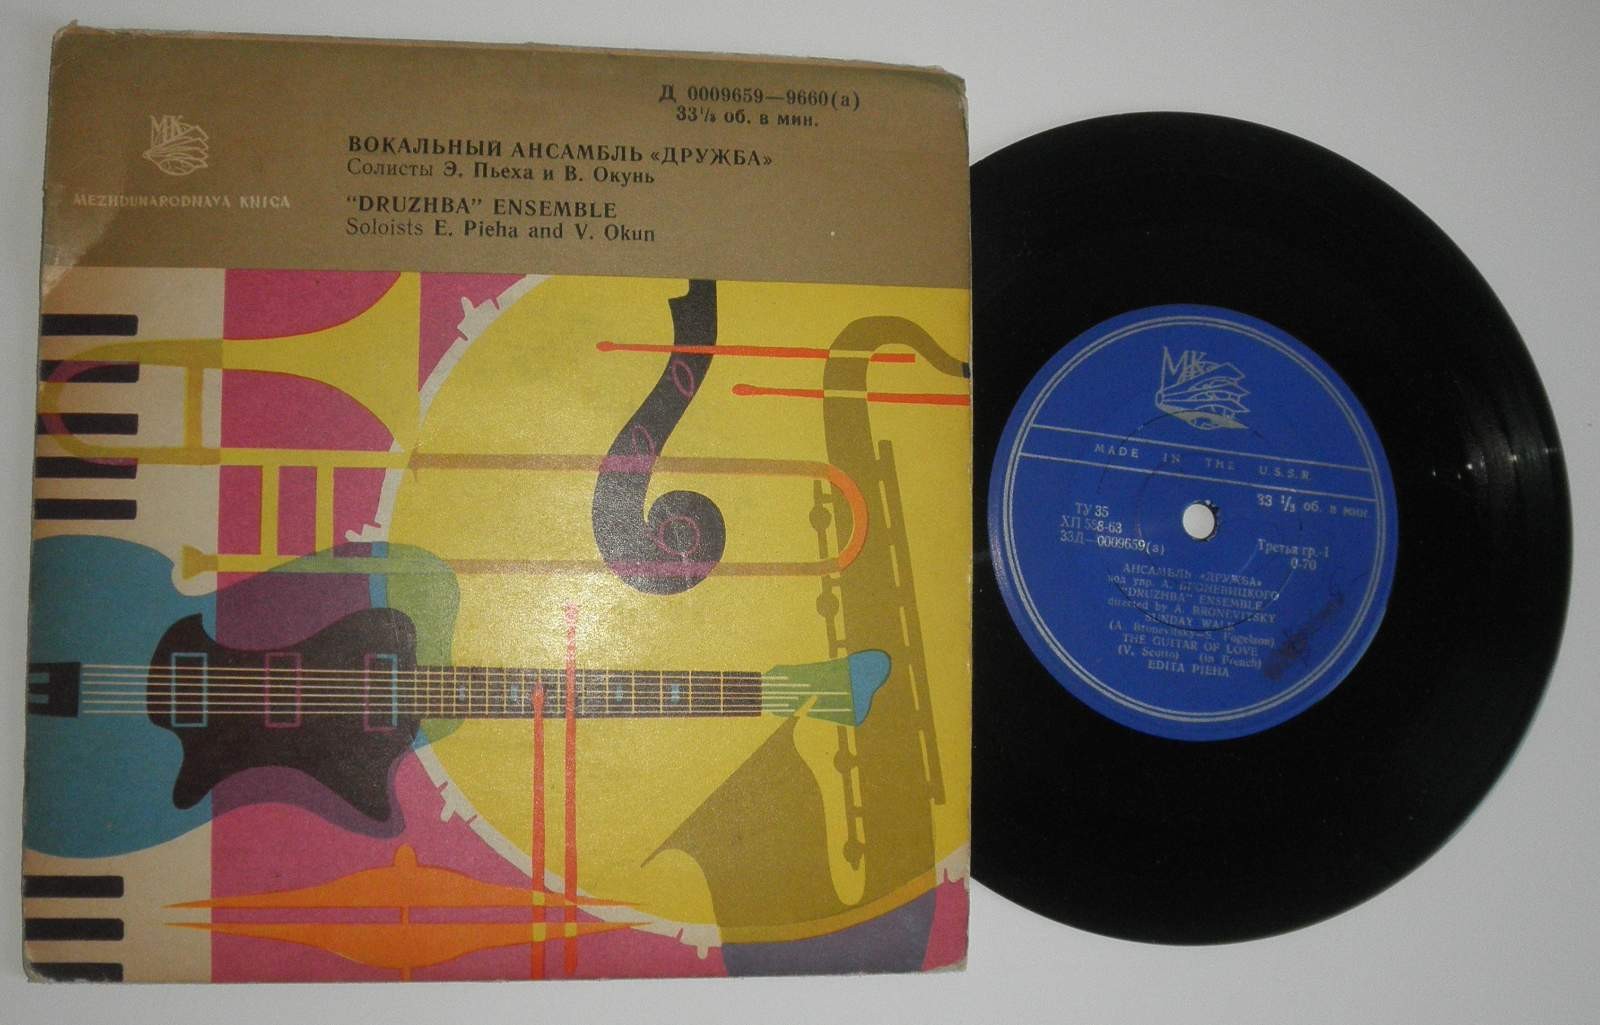 Д 0009659—9660(а)
33⅓ об. в мин.
МК
MEZHDUNARODNAYA KNIGA
ВОКАЛЬНЫЙ АНСАМБЛЬ «ДРУЖБА»
Солисты Э. Пьеха и В. Окунь
"DRUZHBA" ENSEMBLE
Soloists E. Pieha and V. Okun
МК
MADE IN THE U.S.S.R.
33 ⅓ об. в мин.
ТУ 35
ХП 558-63
33Д—0009659(а)
Третья гр.-1
0-70
АНСАМБЛЬ «ДРУЖБА»
под упр. А. БРОНЕВИЦКОГО
"DRUZHBA" ENSEMBLE
directed by A. BRONEVITSKY
SUNDAY WALK
(A. Bronevitsky—S. Fogelson)
THE GUITAR OF LOVE
(V. Scotto) (in French)
EDITA PIEHA